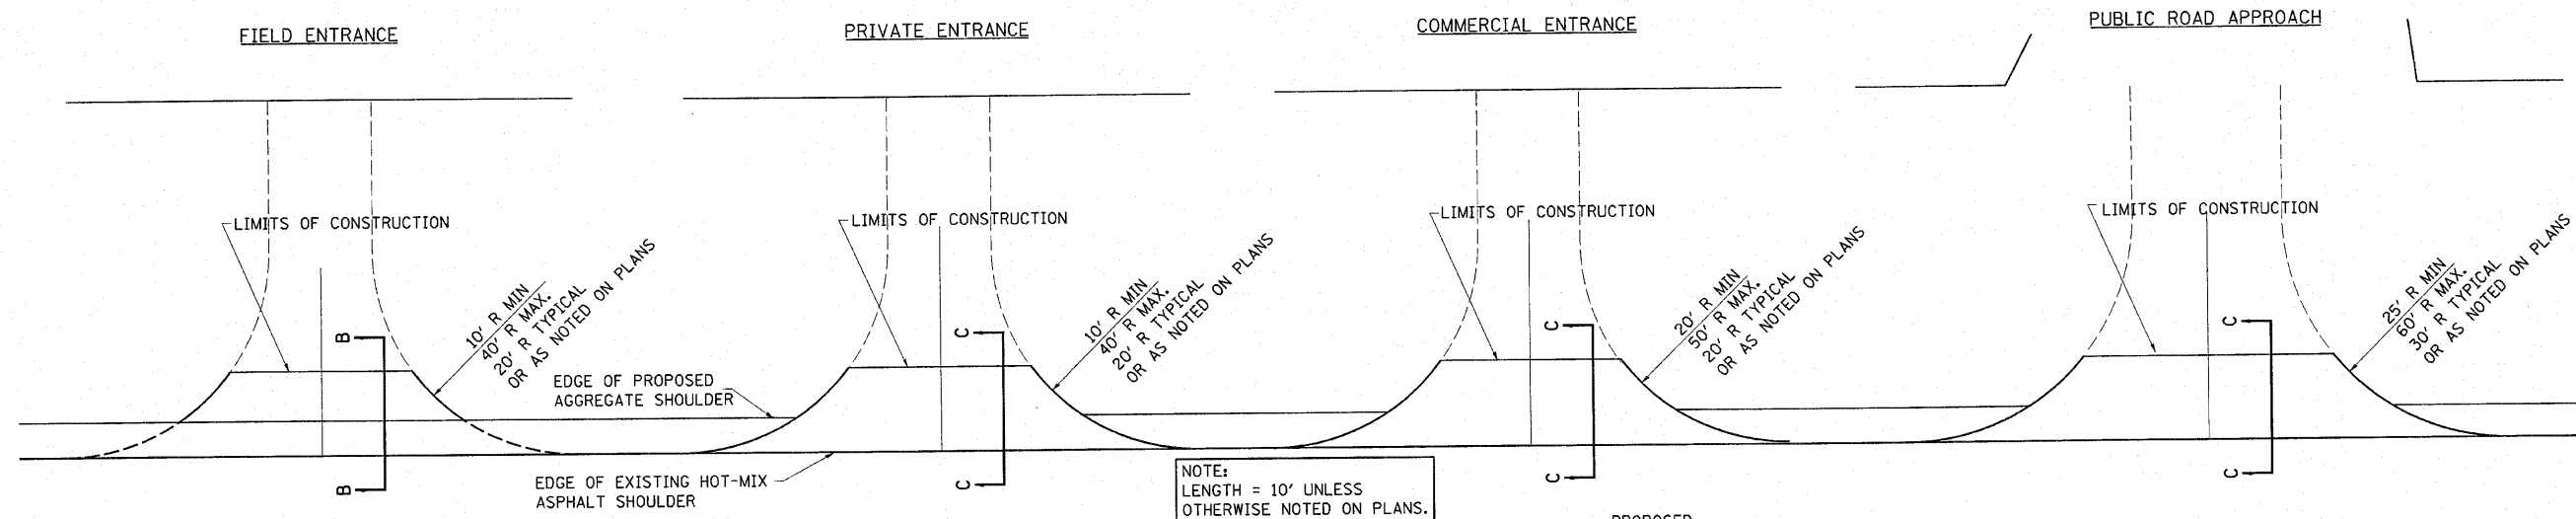 FIELD ENTRANCE
PRIVATE ENTRANCE
COMMERCIAL ENTRANCE
PUBLIC ROAD APPROACH
LIMITS OF CONSTRUCTION
LIMITS OF CONSTRUCTION
LIMITS OF CONSTRUCTION
LIMITS OF CONSTRUCTION
10' R MIN
40' R MAX.
20' R TYPICAL
OR AS NOTED ON PLANS
10' R MIN
40' R MAX.
20' R TYPICAL
OR AS NOTED ON PLANS
20' R MIN
50' R MAX.
20' R TYPICAL
OR AS NOTED ON PLANS
25' R MIN
60' R MAX.
30' R TYPICAL
OR AS NOTED ON PLANS
B
C
C
C
EDGE OF PROPOSED
AGGREGATE SHOULDER
B
C
C
C
EDGE OF EXISTING HOT-MIX
ASPHALT SHOULDER
NOTE:
LENGTH = 10' UNLESS
OTHERWISE NOTED ON PLANS.
PROPOSED